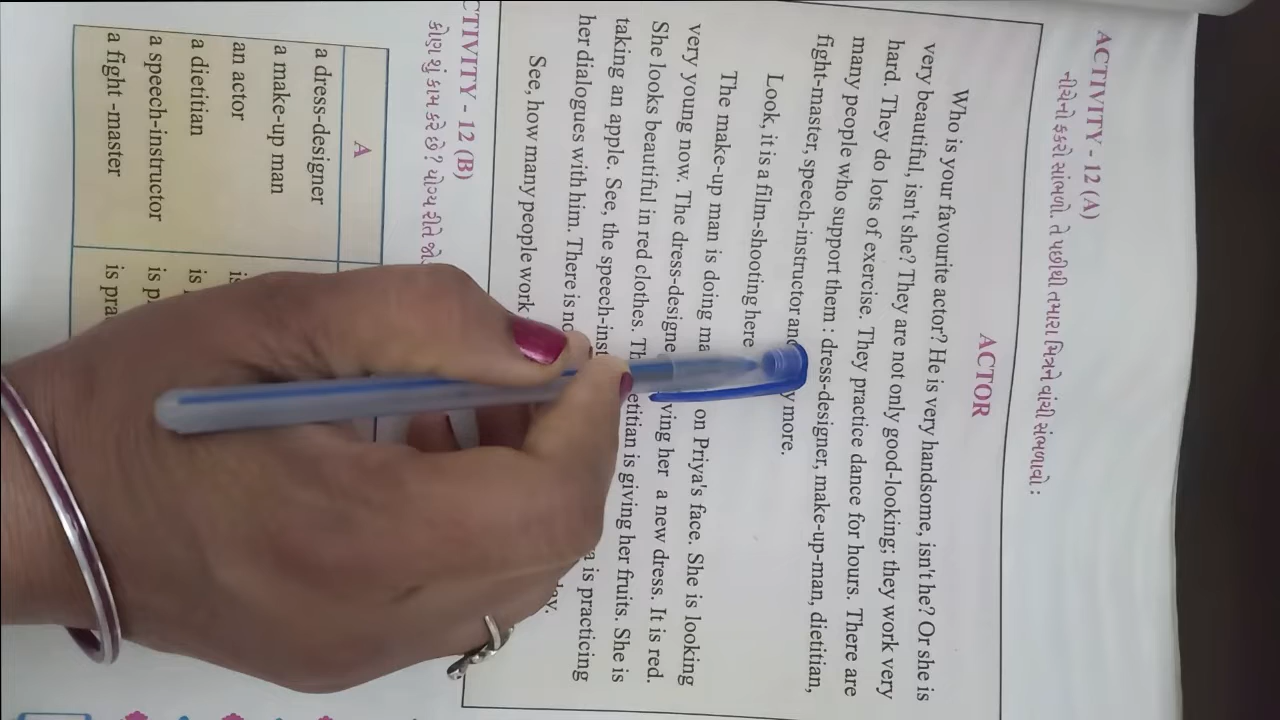 ACTIVITY - 12 (A)
નીચેનો ફકરો સાંભળો. તે પછીથી તમારા મિત્રને વાંચી સંભળાવો :
ACTOR
Who is your favourite actor? He is very handsome, isn't he? Or she is
very beautiful, isn't she? They are not only good-looking; they work very
hard. They do lots of exercise. They practice dance for hours. There are
many people who support them : dress-designer, make-up-man, dietitian,
fight-master, speech-instructor and more.
Look, it is a film-shooting here
The make-up man is doing on Priya's face. She is looking
very young now. The her a new dress. It is red.
She looks beautiful in red clothes. is giving her fruits. She is
taking an apple. See, the is practicing
her dialogues with him. There is
See, how many people work
12 (B)
કોણ શું કામ કરે છે? યોગ્ય રીતે
A
a dress-designer
a make-up man
an actor
a dietitian
a speech-instructor
a fight -master
is
is
is